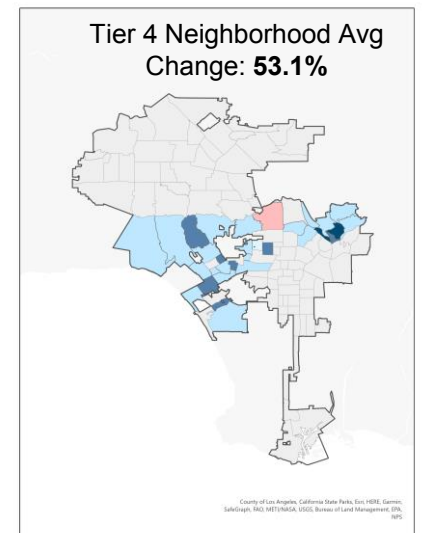 Tier 4 Neighborhood Avg
Change: 53.1%
County of Los Angeles, California State Parks, Esri, HERE, Garmin,
SafeGraph, FAO, METI/NASA, USGS, Bureau of Land Management, EPA,
NPS